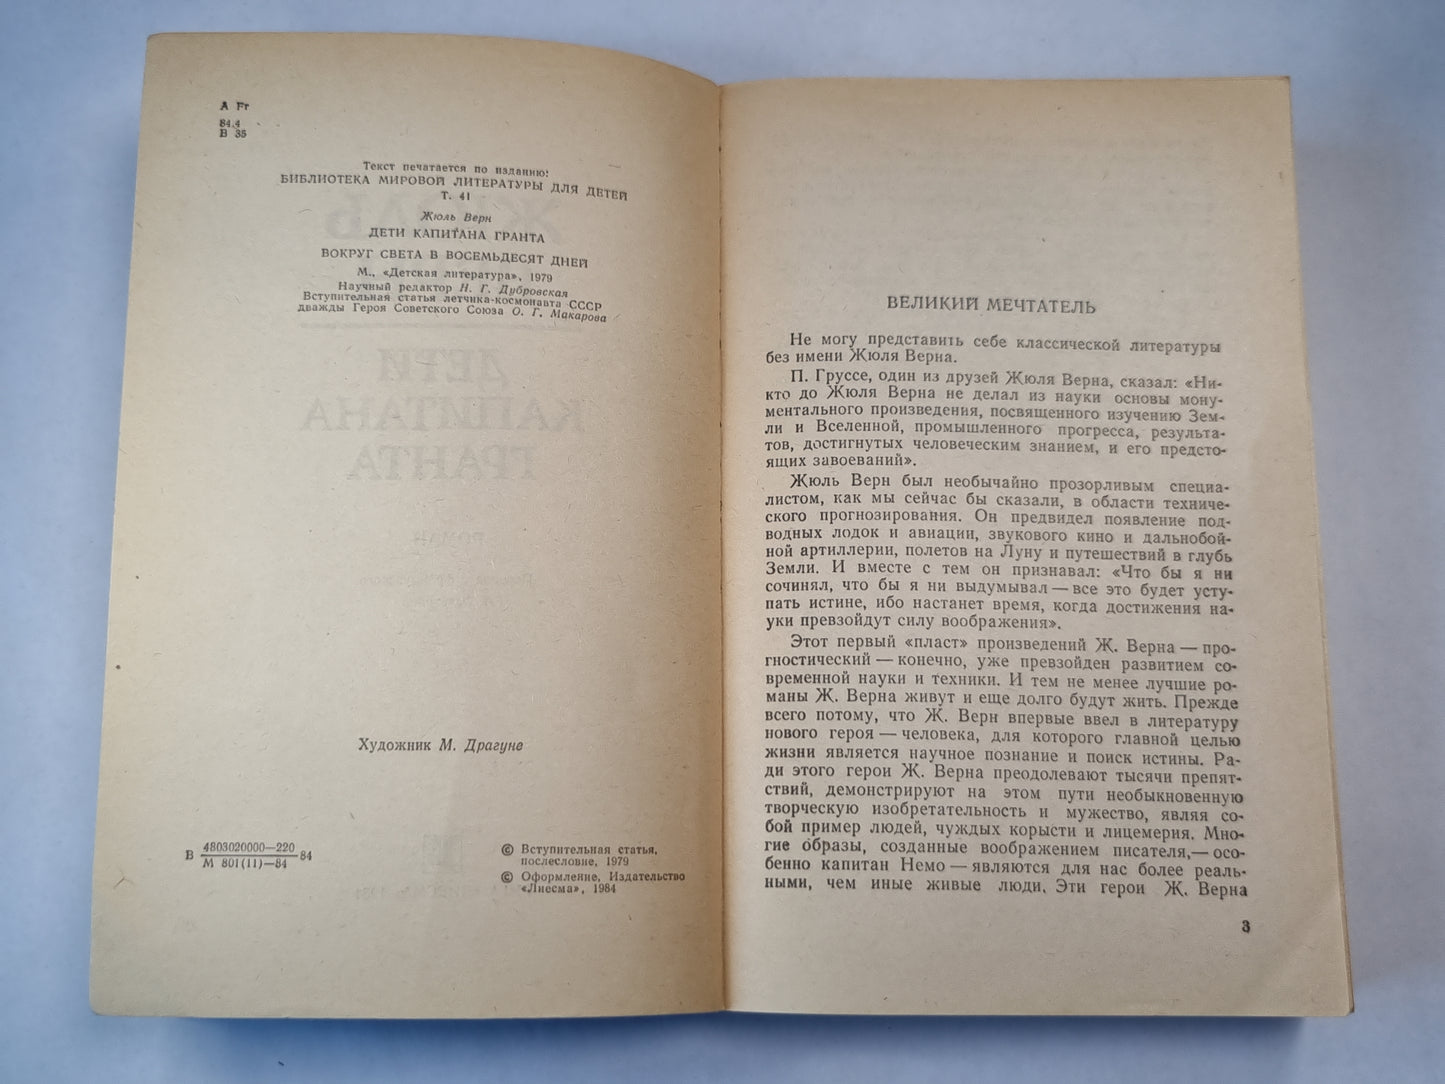 А Fr
84.4
В 35
Текст печатается по изданию:
БИБЛИОТЕКА МИРОВОЙ ЛИТЕРАТУРЫ ДЛЯ ДЕТЕЙ
Т. 41
Жюль Верн
ДЕТИ КАПИТАНА ГРАНТА
ВОКРУГ СВЕТА В ВОСЕМЬДЕСЯТ ДНЕЙ
М., «Детская литература», 1979
Научный редактор Н. Г. Дубровская
Вступительная статья летчика-космонавта СССР
дважды Героя Советского Союза О. Г. Макарова
Художник М. Драгуне
В 4803020000—220
М 801(11)—84 84
© Вступительная статья,
послесловие, 1979
© Оформление, Издательство
«Лиесма», 1984
ВЕЛИКИЙ МЕЧТАТЕЛЬ
Не могу представить себе классической литературы
без имени Жюля Верна.
П. Груссе, один из друзей Жюля Верна, сказал: «Ни-
кто до Жюля Верна не делал из науки основы мону-
ментального произведения, посвященного изучению Зем-
ли и Вселенной, промышленного прогресса, результа-
тов, достигнутых человеческим знанием, и его предсто-
ящих завоеваний».
Жюль Верн был необычайно прозорливым специа-
листом, как мы сейчас бы сказали, в области техниче-
ского прогнозирования. Он предвидел появление под-
водных лодок и авиации, звукового кино и дальнобой-
ной артиллерии, полетов на Луну и путешествий в глубь
Земли. И вместе с тем он признавал: «Что бы я ни
сочинял, что бы я ни выдумывал — все это будет усту-
пать истине, ибо настанет время, когда достижения на-
уки превзойдут силу воображения».
Этот первый «пласт» произведений Ж. Верна — про-
гностический — конечно, уже превзойден развитием со-
временной науки и техники. И тем не менее лучшие ро-
маны Ж. Верна живут и еще долго будут жить. Прежде
всего потому, что Ж. Верн впервые ввел в литературу
нового героя — человека, для которого главной целью
жизни является научное познание и поиск истины. Ра-
ди этого герои Ж. Верна преодолевают тысячи препят-
ствий, демонстрируют на этом пути необыкновенную
творческую изобретательность и мужество, являя со-
бой пример людей, чуждых корысти и лицемерия. Мно-
гие образы, созданные воображением писателя,— осо-
бенно капитан Немо — являются для нас более реаль-
ными, чем иные живые люди. Эти герои Ж. Верна
3